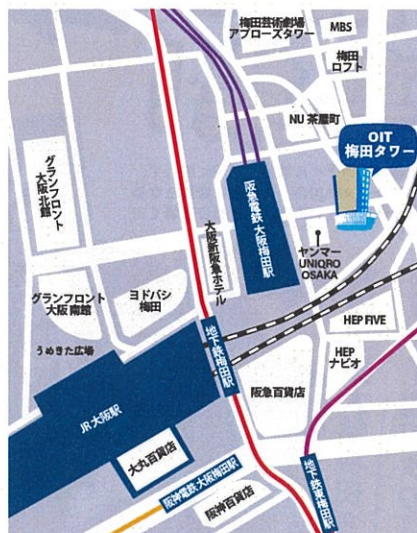 梅田芸術劇場
アプローズタワー
MBS
梅田
ロフト
NU 茶屋町
OIT
梅田タワー
グランフロント
大阪北館
阪急電鉄 大阪梅田駅
大阪新阪急ホテル
ヤンマー
UNIQRO
OSAKA
グランフロント
大阪 南館
ヨドバシ
梅田
うめきた広場
地下鉄梅田駅
HEP FIVE
HEP
ナビオ
阪急百貨店
JR 大阪駅
大丸百貨店
阪神電鉄 大阪梅田駅
阪神百貨店
地下鉄東梅田駅